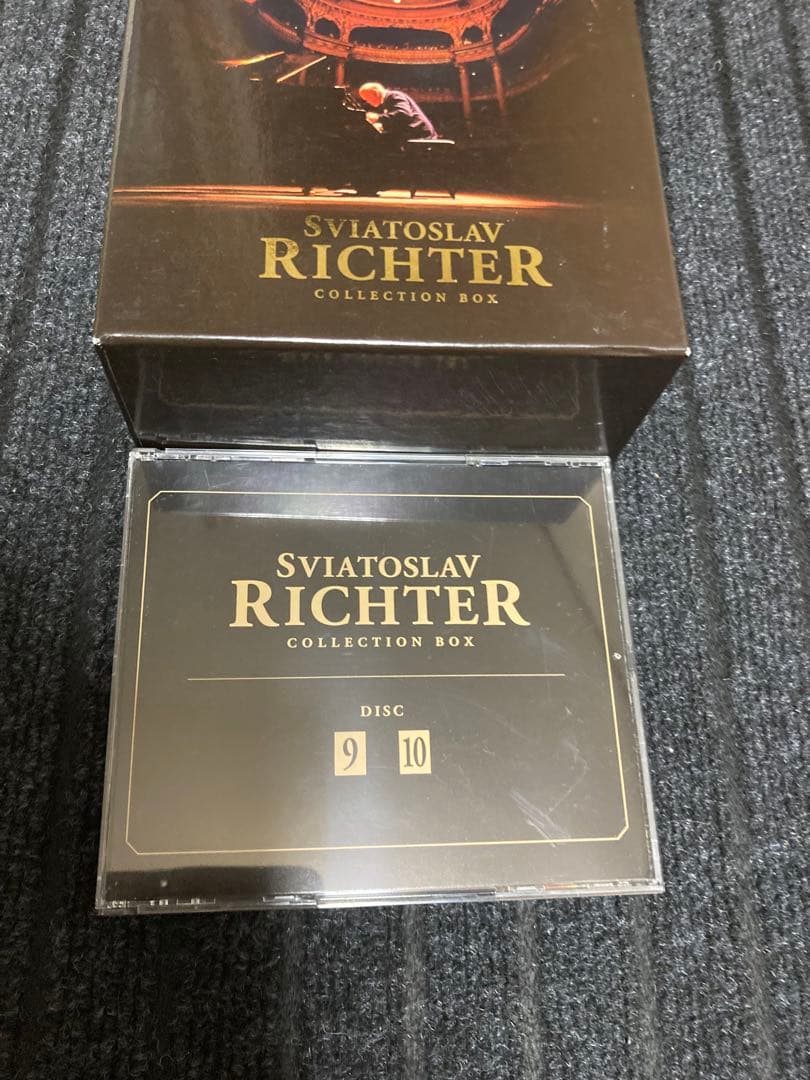 SVIATOSLAV
RICHTER
COLLECTION BOX
SVIATOSLAV
RICHTER
COLLECTION BOX
DISC
9 10